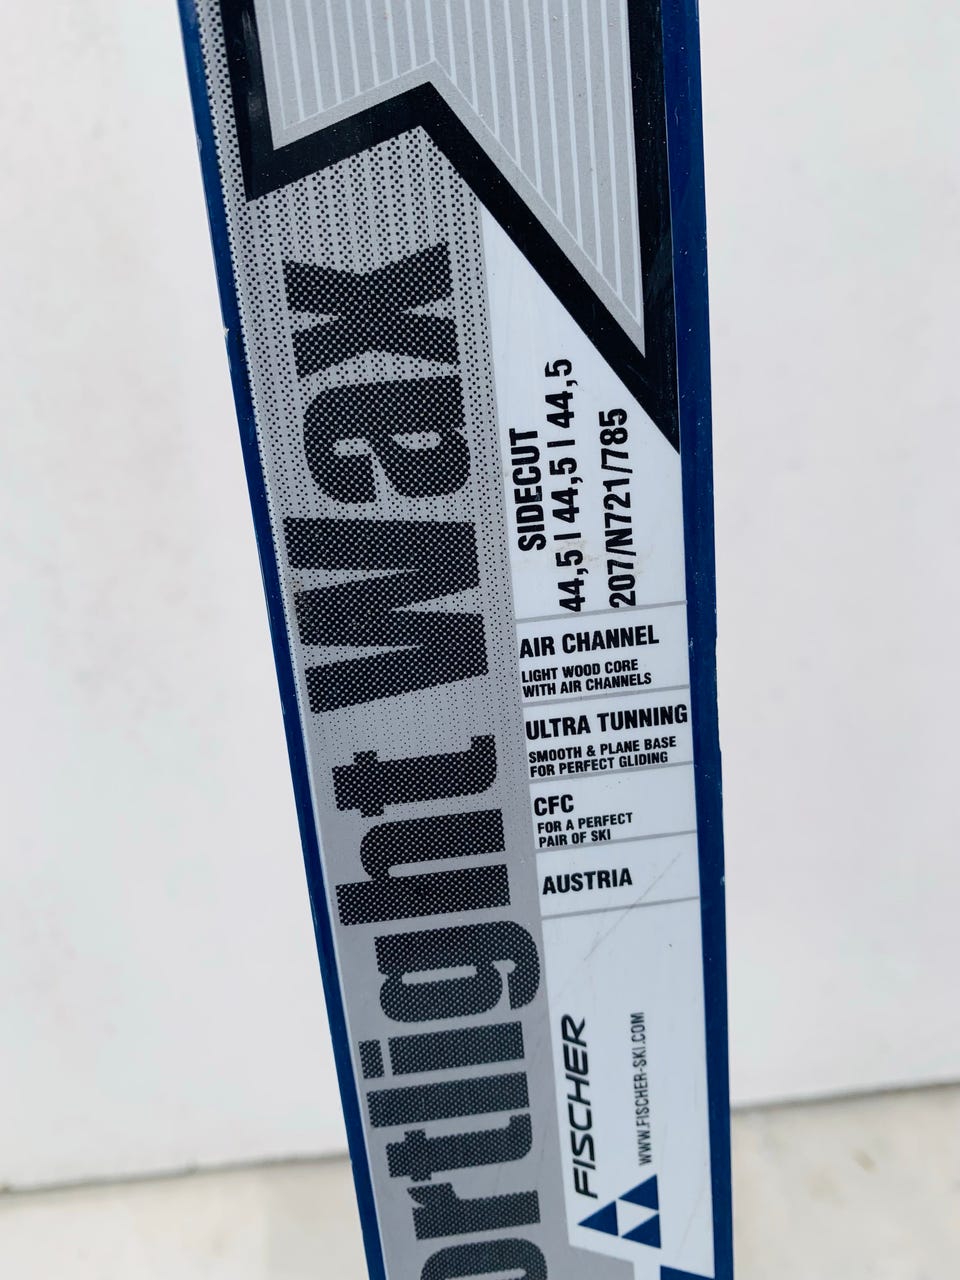 ortlight Wax
SIDECUT
44,5 I 44,5 I 44,5
207/N721/785
AIR CHANNEL
LIGHT WOOD CORE
WITH AIR CHANNELS
ULTRA TUNNING
SMOOTH & PLANE BASE
FOR PERFECT GLIDING
CFC
FOR A PERFECT
PAIR OF SKI
AUSTRIA
FISCHER
WWW.FISCHER-SKI.COM